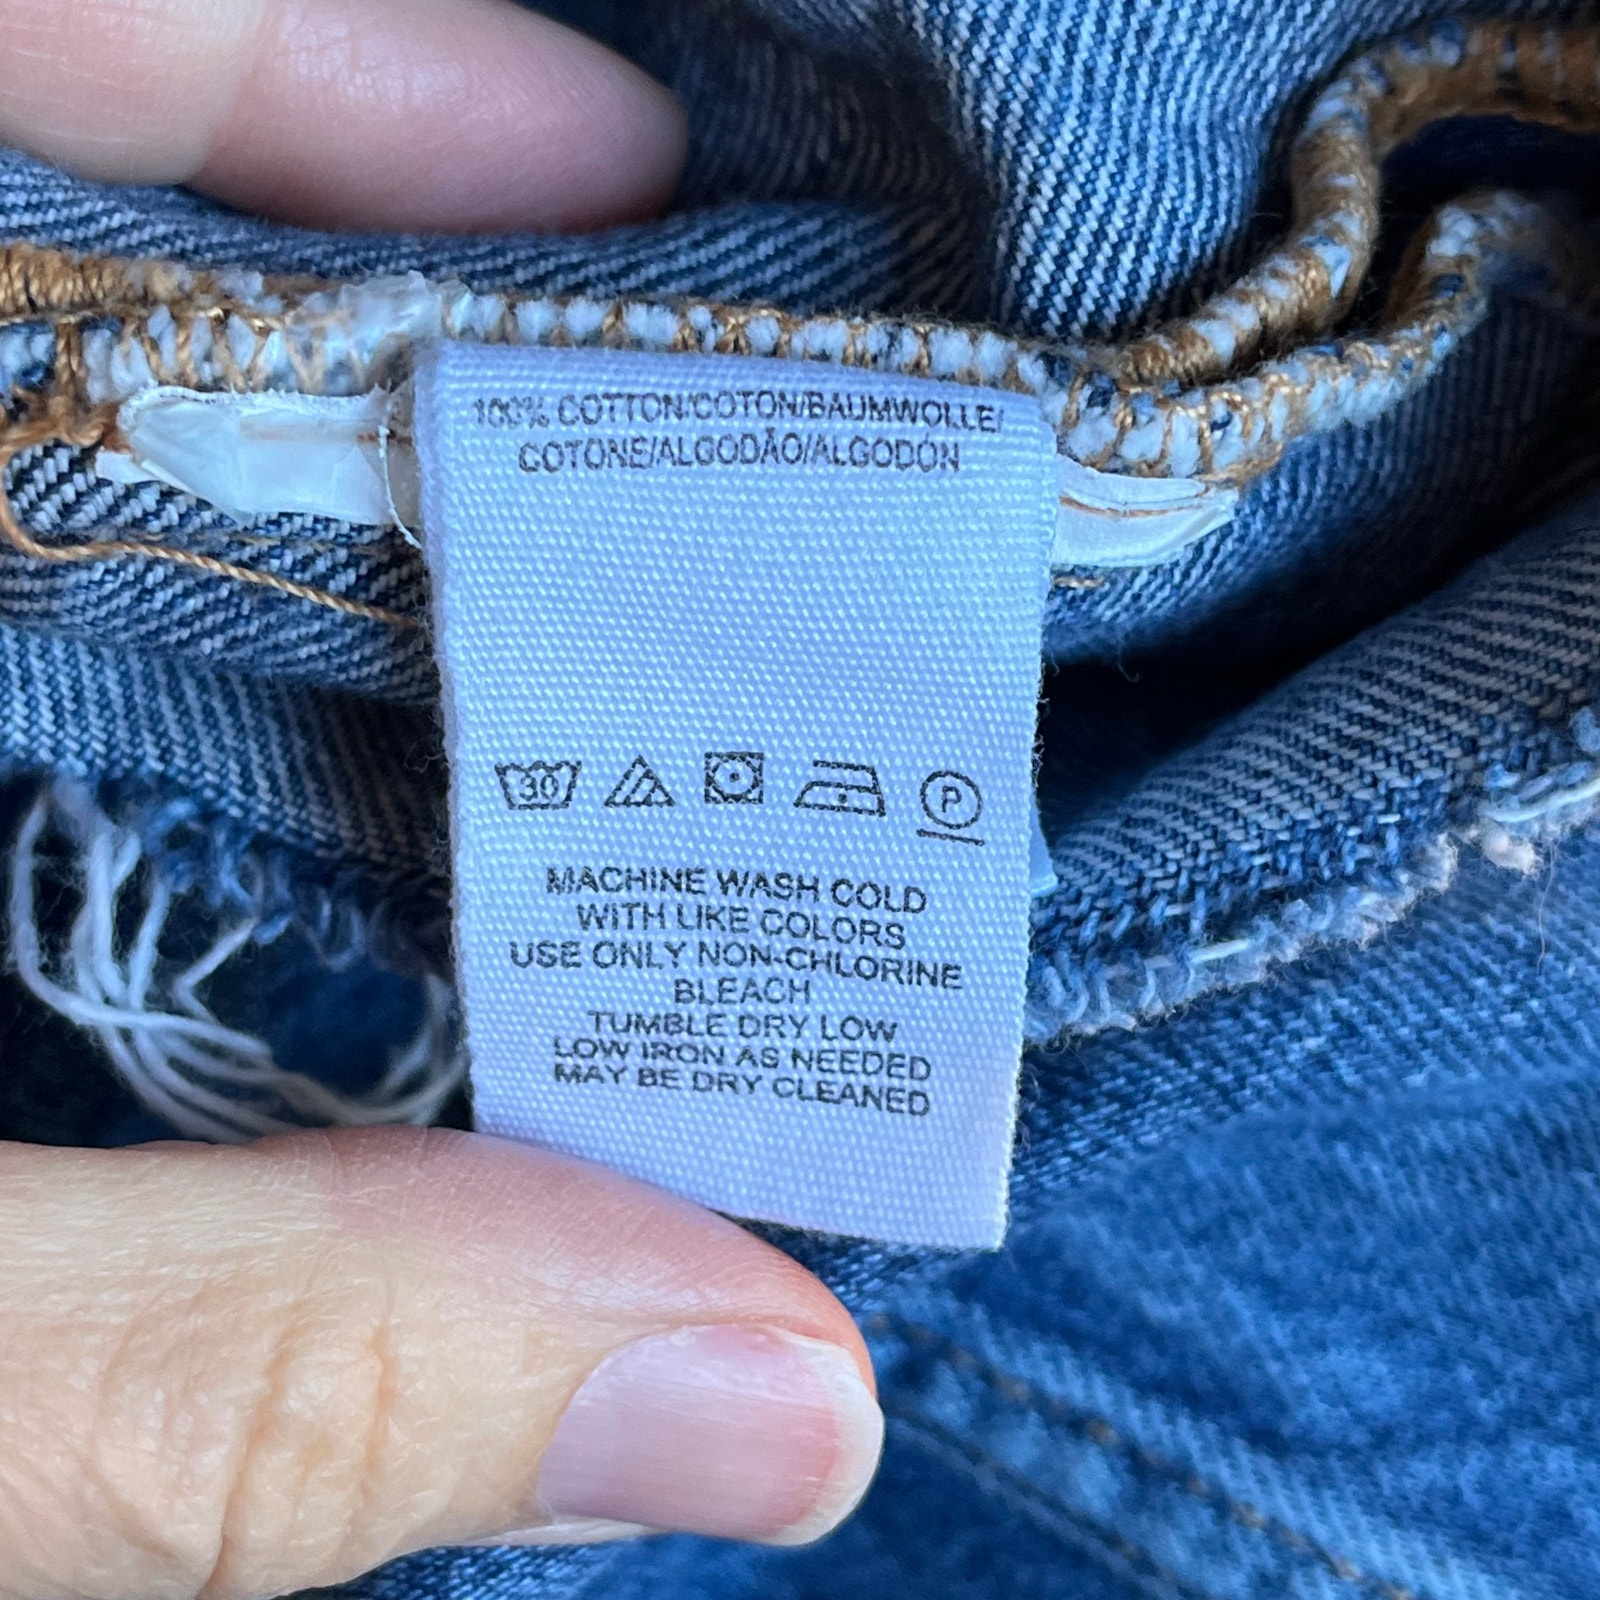 100% COTTON/COTON/BAUMWOLLE/
COTONE/ALGODÃO/ALGODÓN
30 P
MACHINE WASH COLD
WITH LIKE COLORS
USE ONLY NON-CHLORINE
BLEACH
TUMBLE DRY LOW
LOW IRON AS NEEDED
MAY BE DRY CLEANED